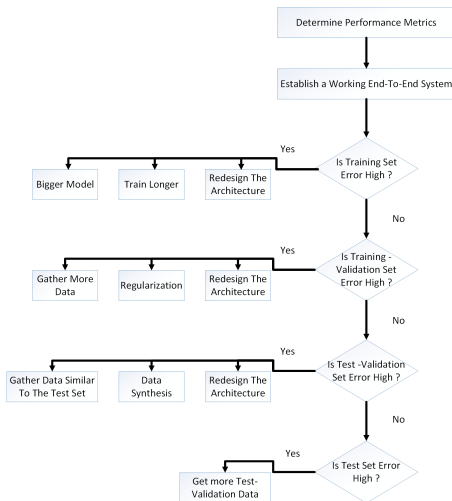 Determine Performance Metrics
Establish a Working End-To-End System
Yes
Is Training Set
Error High ?
Bigger Model
Train Longer
Redesign The
Architecture
No
Yes
Is Training -
Validation Set
Error High ?
Gather More
Data
Regularization
Redesign The
Architecture
No
Yes
Is Test -Validation
Set Error High ?
Gather Data Similar
To The Test Set
Data
Synthesis
Redesign The
Architecture
No
Yes
Is Test Set Error
High ?
Get more Test-
Validation Data